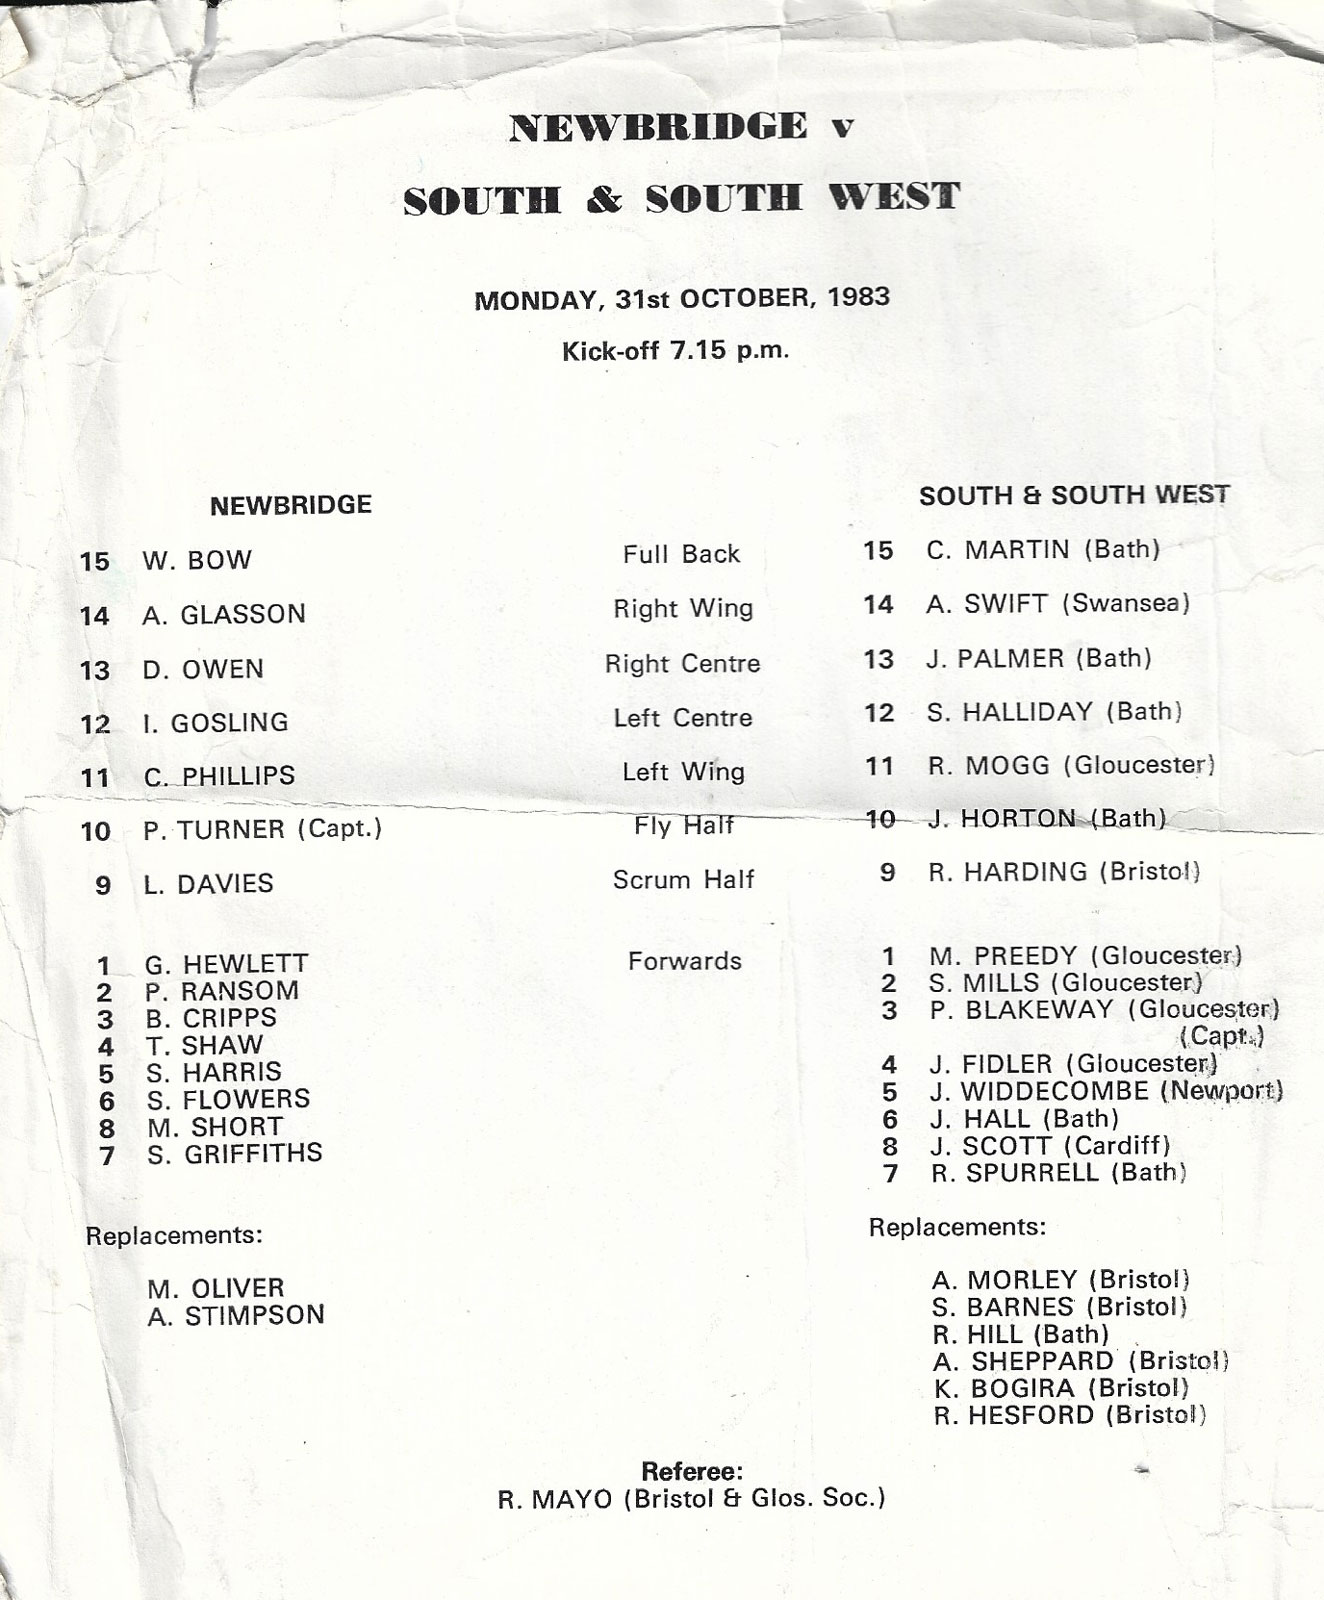 NEWBRIDGE v
SOUTH & SOUTH WEST
MONDAY, 31st OCTOBER, 1983
Kick-off 7.15 p.m.
NEWBRIDGE SOUTH & SOUTH WEST
15 W. BOW Full Back 15 C. MARTIN (Bath)
14 A. GLASSON Right Wing 14 A. SWIFT (Swansea)
13 D. OWEN Right Centre 13 J. PALMER (Bath)
12 I. GOSLING Left Centre 12 S. HALLIDAY (Bath)
11 C. PHILLIPS Left Wing 11 R. MOGG (Gloucester)
10 P. TURNER (Capt.) Fly Half 10 J. HORTON (Bath)
9 L. DAVIES Scrum Half 9 R. HARDING (Bristol)
1 G. HEWLETT Forwards 1 M. PREEDY (Gloucester)
2 P. RANSOM 2 S. MILLS (Gloucester)
3 B. CRIPPS 3 P. BLAKEWAY (Gloucester)
(Capt.)
4 T. SHAW 4 J. FIDLER (Gloucester)
5 S. HARRIS 5 J. WIDDECOMBE (Newport)
6 S. FLOWERS 6 J. HALL (Bath)
8 M. SHORT 8 J. SCOTT (Cardiff)
7 S. GRIFFITHS 7 R. SPURRELL (Bath)
Replacements: Replacements:
M. OLIVER A. MORLEY (Bristol)
A. STIMPSON S. BARNES (Bristol)
R. HILL (Bath)
A. SHEPPARD (Bristol)
K. BOGIRA (Bristol)
R. HESFORD (Bristol)
Referee:
R. MAYO (Bristol & Glos. Soc.)